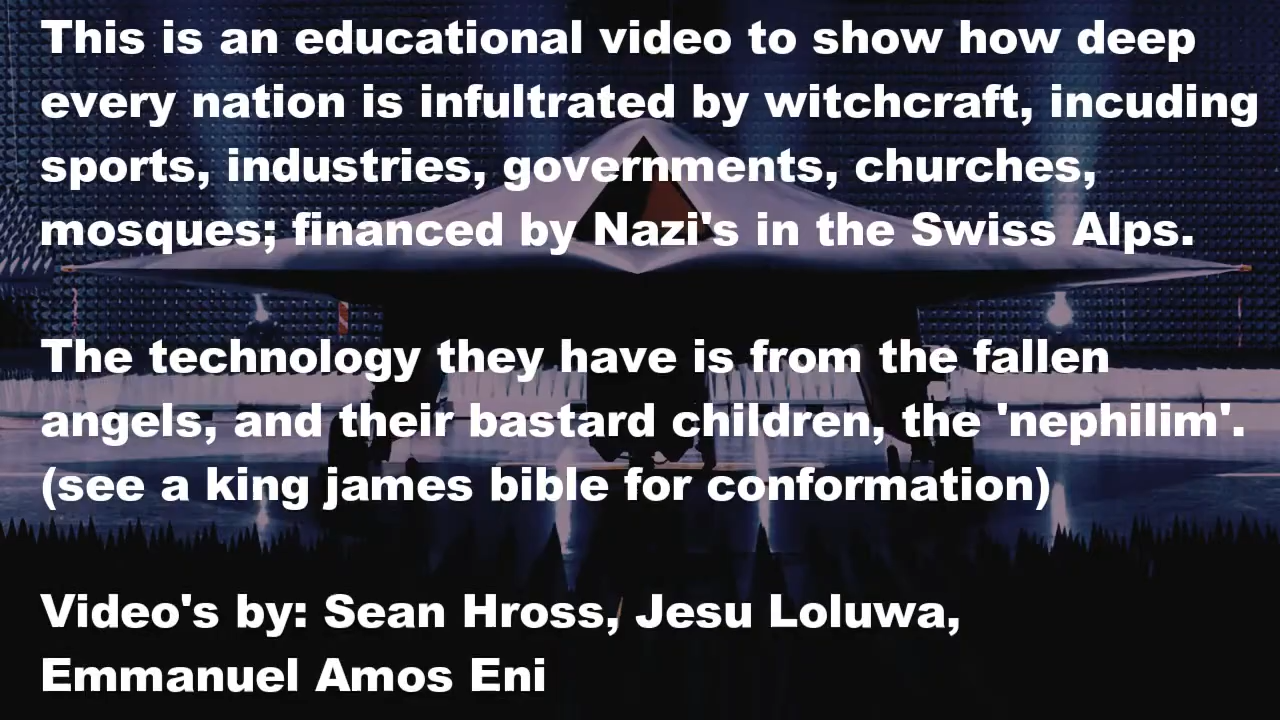 This is an educational video to show how deep
every nation is infultrated by witchcraft, incuding
sports, industries, governments, churches,
mosques; financed by Nazi's in the Swiss Alps.
The technology they have is from the fallen
angels, and their bastard children, the 'nephilim'.
(see a king james bible for conformation)
Video's by: Sean Hross, Jesu Loluwa,
Emmanuel Amos Eni